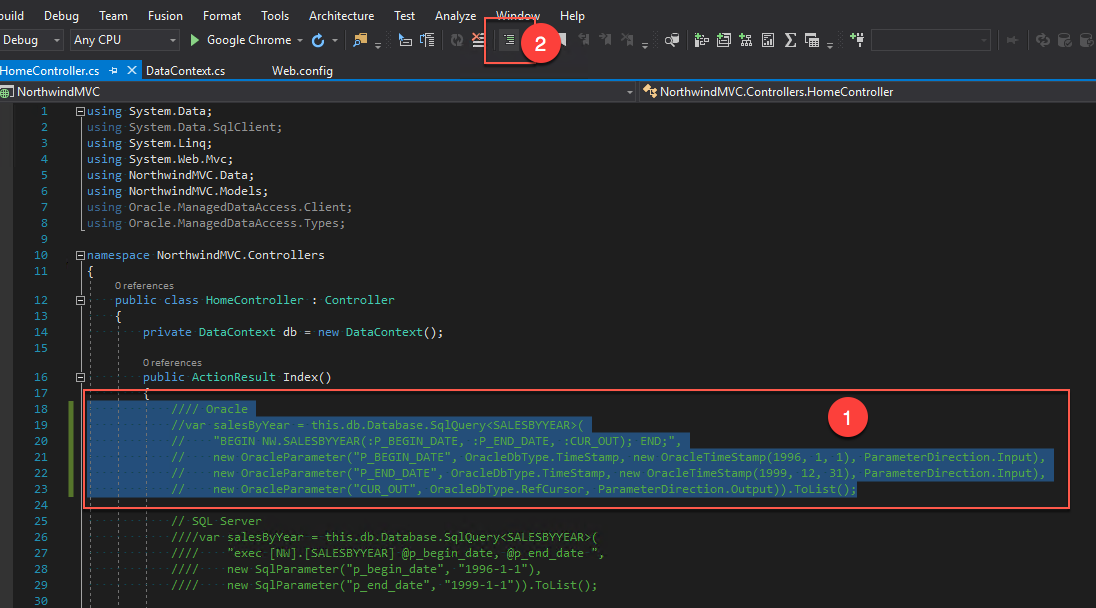 build Debug Team Fusion Format Tools Architecture Test Analyze Window Help
Debug Any CPU Google Chrome 2
HomeController.cs DataContext.cs Web.config
NorthwindMVC NorthwindMVC.Controllers.HomeController
1 using System.Data;
2 using System.Data.SqlClient;
3 using System.Linq;
4 using System.Web.Mvc;
5 using NorthwindMVC.Data;
6 using NorthwindMVC.Models;
7 using Oracle.ManagedDataAccess.Client;
8 using Oracle.ManagedDataAccess.Types;
9
10 namespace NorthwindMVC.Controllers
11 {
0 references
12 public class HomeController : Controller
13 {
14 private DataContext db = new DataContext();
15
0 references
16 public ActionResult Index()
17 {
18 //// Oracle
19 //var salesByYear = this.db.Database.SqlQuery<SALESBYYEAR>(
20 // "BEGIN NW.SALESBYYEAR(:P_BEGIN_DATE, :P_END_DATE, :CUR_OUT); END;",
21 // new OracleParameter("P_BEGIN_DATE", OracleDbType.TimeStamp, new OracleTimeStamp(1996, 1, 1), ParameterDirection.Input),
22 // new OracleParameter("P_END_DATE", OracleDbType.TimeStamp, new OracleTimeStamp(1999, 12, 31), ParameterDirection.Input),
23 // new OracleParameter("CUR_OUT", OracleDbType.RefCursor, ParameterDirection.Output)).ToList();
1
24
25 // SQL Server
26 ////var salesByYear = this.db.Database.SqlQuery<SALESBYYEAR>(
27 //// "exec [NW].[SALESBYYEAR] @p_begin_date, @p_end_date ",
28 //// new SqlParameter("p_begin_date", "1996-1-1"),
29 //// new SqlParameter("p_end_date", "1999-1-1")).ToList();
30